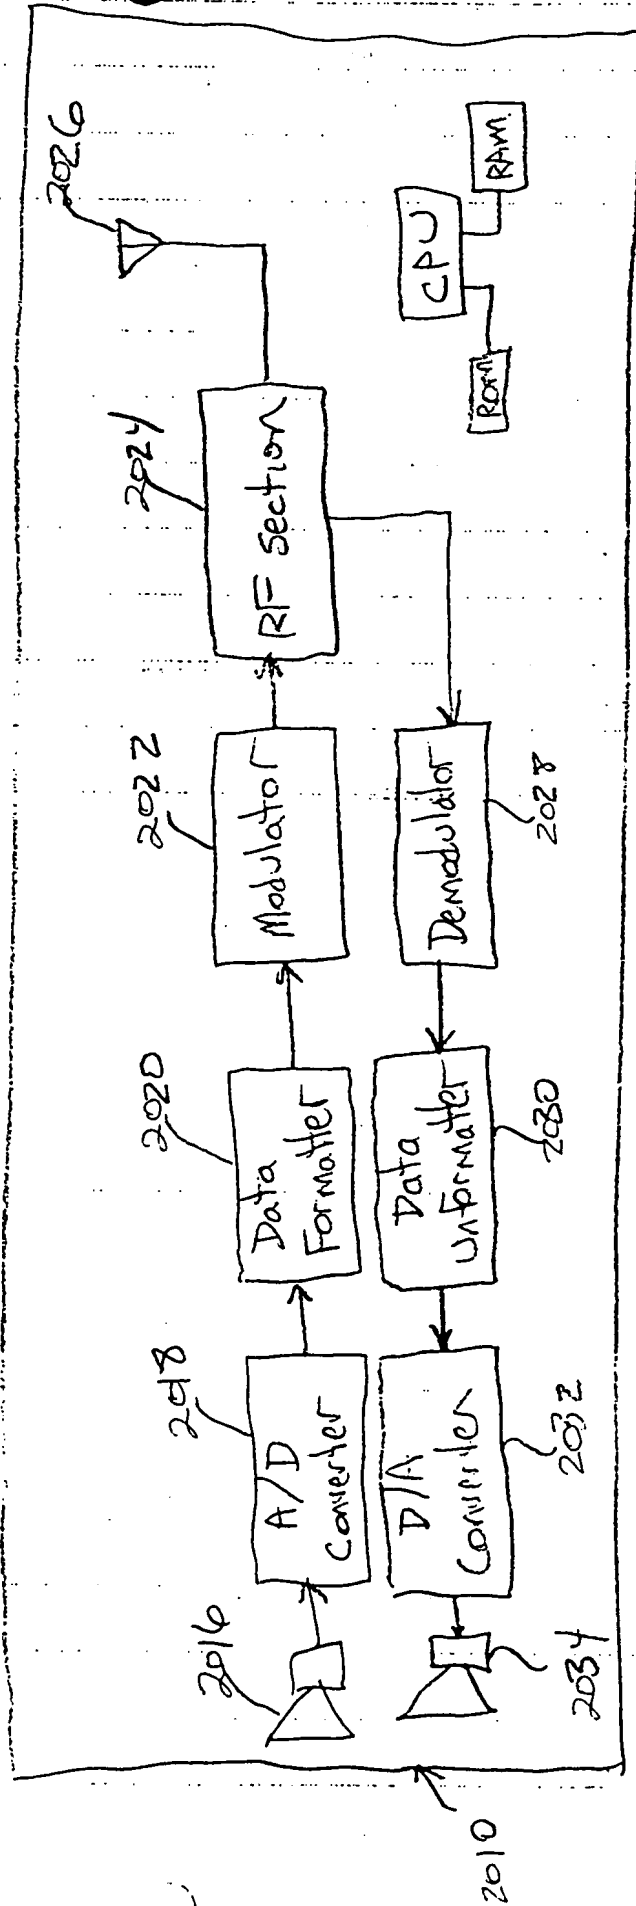 2026
2024
2022
2020
2018
2016
RF Section
Modulator
Data
Formatter
A/D
Converter
CPU
ROM
RAM
Demodulator
Data
Unformatter
D/A
Converter
2028
2030
2032
2034
2010